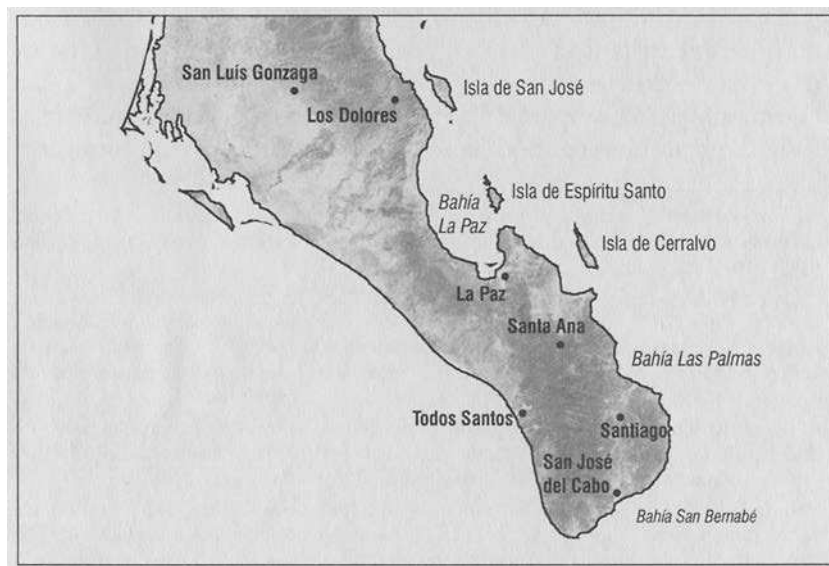 San Luís Gonzaga
Los Dolores
Isla de San José
Isla de Espíritu Santo
Bahía
La Paz
Isla de Cerralvo
La Paz
Santa Ana
Bahía Las Palmas
Todos Santos
Santiago
San José
del Cabo
Bahía San Bernabé